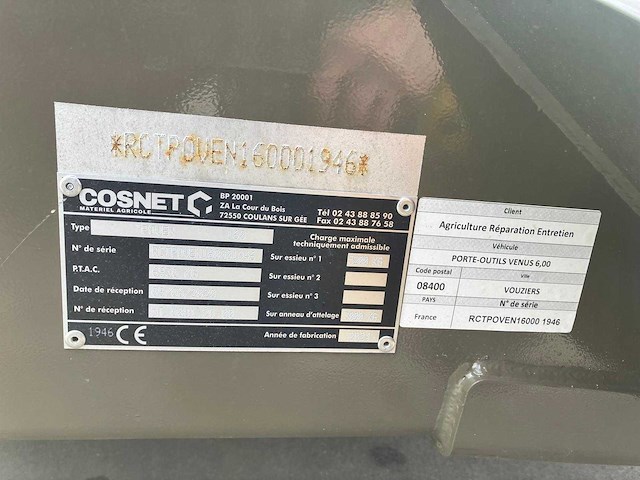 *RCTPOVEN160001946*
COSNET
MATERIEL AGRICOLE
BP 20001
ZA La Cour du Bois
72550 COULANS SUR GÉE
Tél 02 43 88 85 90
Fax 02 43 88 76 58
Type
Charge maximale
techniquement admissible
N° de série
Sur essieu n° 1
P.T.A.C.
Sur essieu n° 2
Date de réception
Sur essieu n° 3
N° de réception
Sur anneau d'attelage
1946 CE
Année de fabrication
Client
Agriculture Réparation Entretien
Véhicule
PORTE-OUTILS VENUS 6,00
Code postal
Ville
08400
VOUZIERS
PAYS
N° de série
France
RCTPOVEN16000 1946